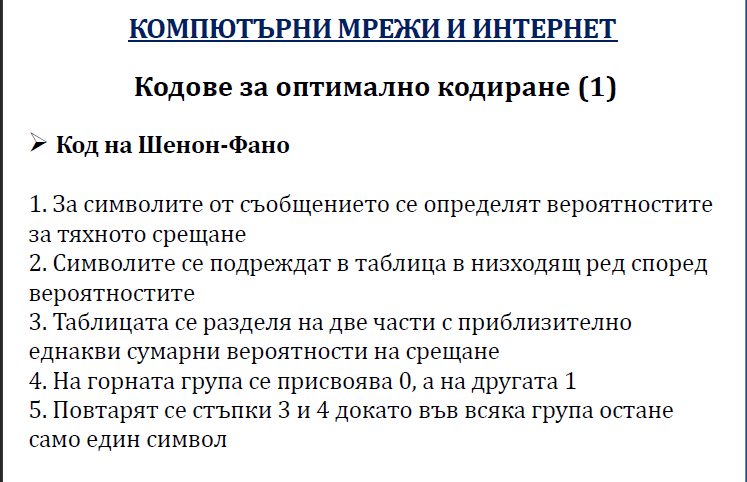 КОМПЮТЪРНИ МРЕЖИ И ИНТЕРНЕТ
Кодове за оптимално кодиране (1)
➢ Код на Шенон-Фано
1. За символите от съобщението се определят вероятностите
за тяхното срещане
2. Символите се подреждат в таблица в низходящ ред според
вероятностите
3. Таблицата се разделя на две части с приблизително
еднакви сумарни вероятности на срещане
4. На горната група се присвоява 0, а на другата 1
5. Повтарят се стъпки 3 и 4 докато във всяка група остане
само един символ